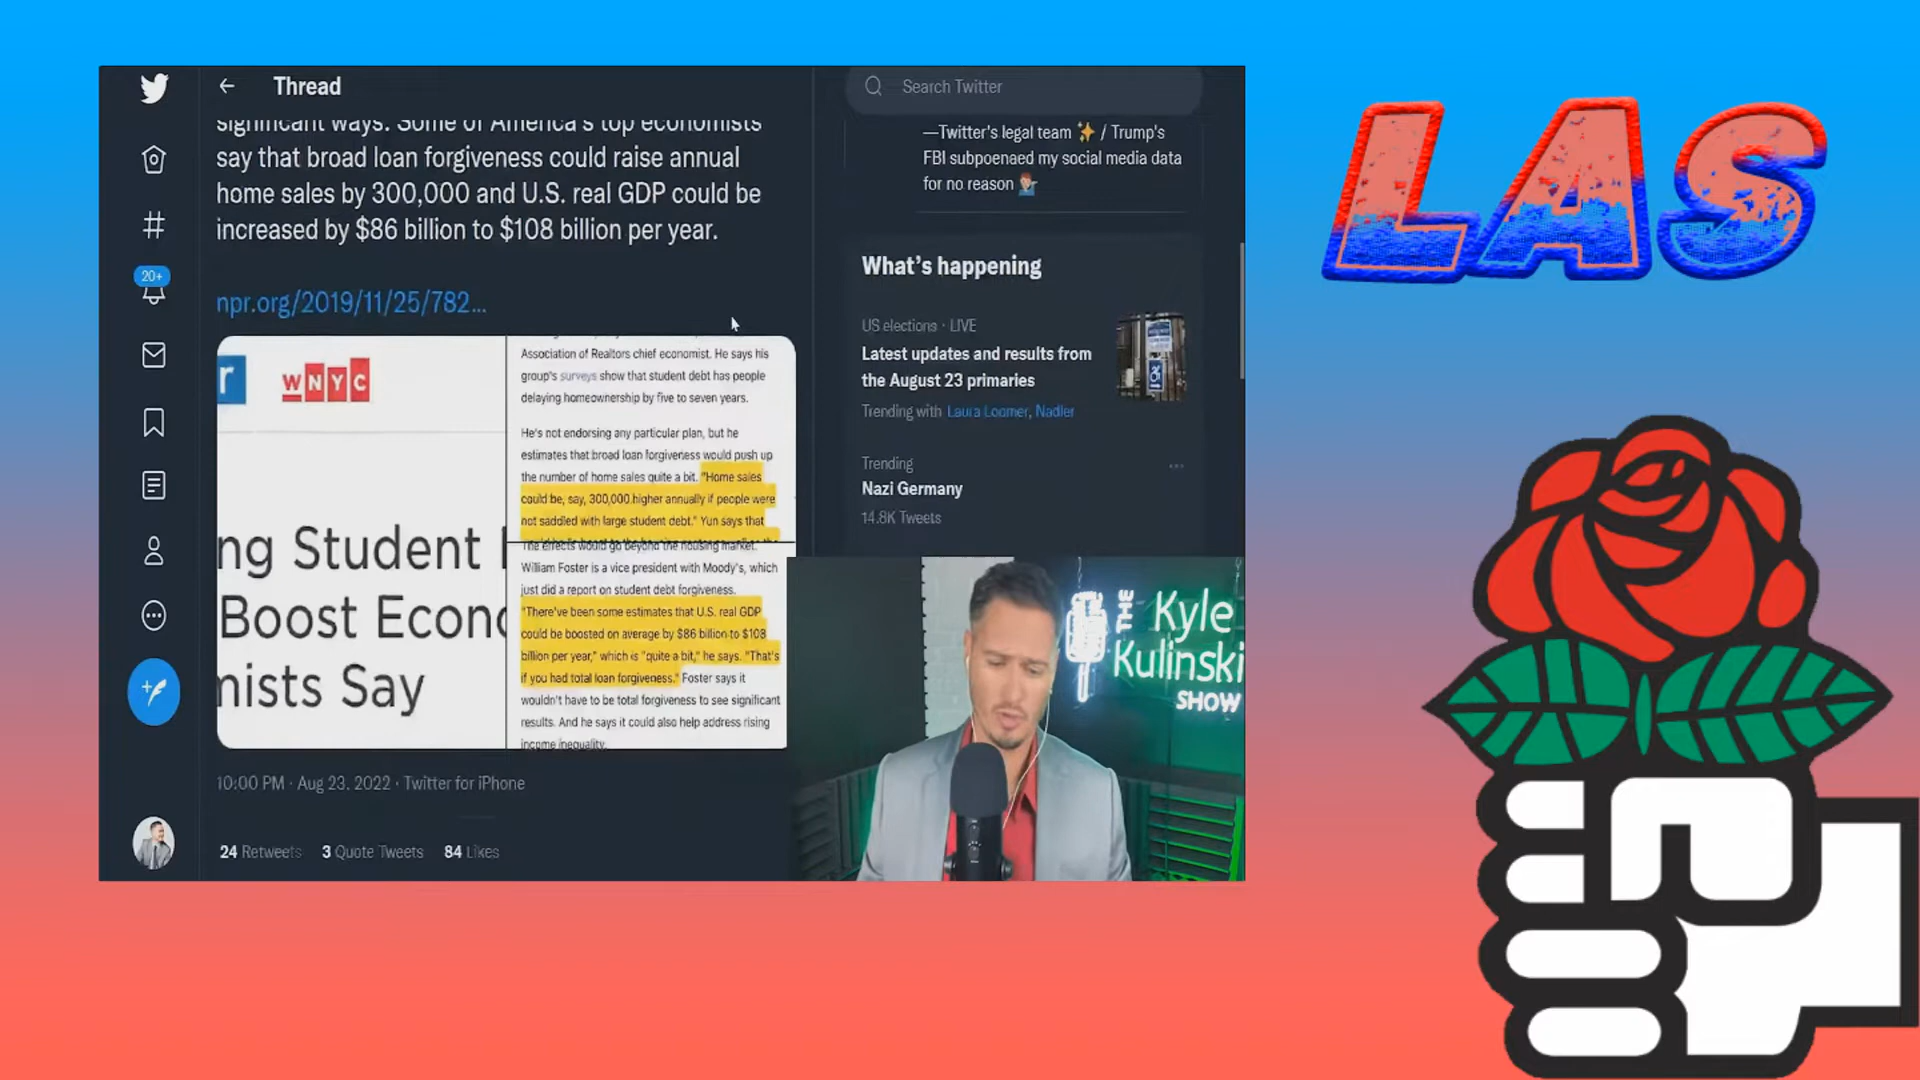 Thread
significant ways. Some of America's top economists
say that broad loan forgiveness could raise annual
home sales by 300,000 and U.S. real GDP could be
increased by $86 billion to $108 billion per year.
npr.org/2019/11/25/782...
20+
r
WNYC
ng Student
Boost Econo
mists Say
Association of Realtors chief economist. He says his
group's surveys show that student debt has people
delaying homeownership by five to seven years.
He's not endorsing any particular plan, but he
estimates that broad loan forgiveness would push up
the number of home sales quite a bit. "Home sales
could be, say, 300,000 higher annually if people were
not saddled with large student debt." Yun says that
The effects would go beyond the housing market.
William Foster is a vice president with Moody's, which
just did a report on student debt forgiveness.
"There've been some estimates that U.S. real GDP
could be boosted on average by $86 billion to $108
billion per year," which is "quite a bit," he says. "That's
if you had total loan forgiveness." Foster says it
wouldn't have to be total forgiveness to see significant
results. And he says it could also help address rising
income inequality.
10:00 PM · Aug 23, 2022 · Twitter for iPhone
24 Retweets 3 Quote Tweets 84 Likes
Search Twitter
—Twitter's legal team ✨ / Trump's
FBI subpoenaed my social media data
for no reason
What's happening
US elections · LIVE
Latest updates and results from
the August 23 primaries
Trending with Laura Loomer, Nadler
Trending
Nazi Germany
14.8K Tweets
THE
Kyle
Kulinski
SHOW
LAS